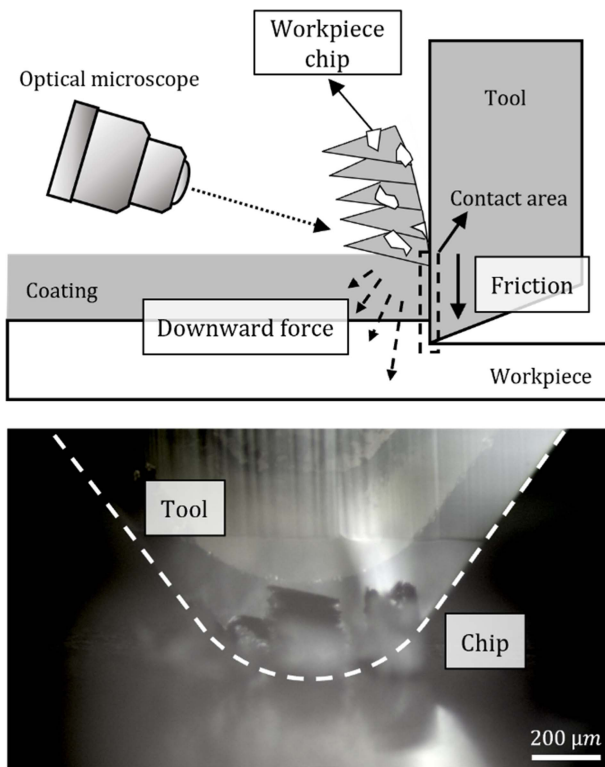 Workpiece
chip
Optical microscope
Tool
Contact area
Coating
Friction
Downward force
Workpiece
Tool
Chip
200 μm